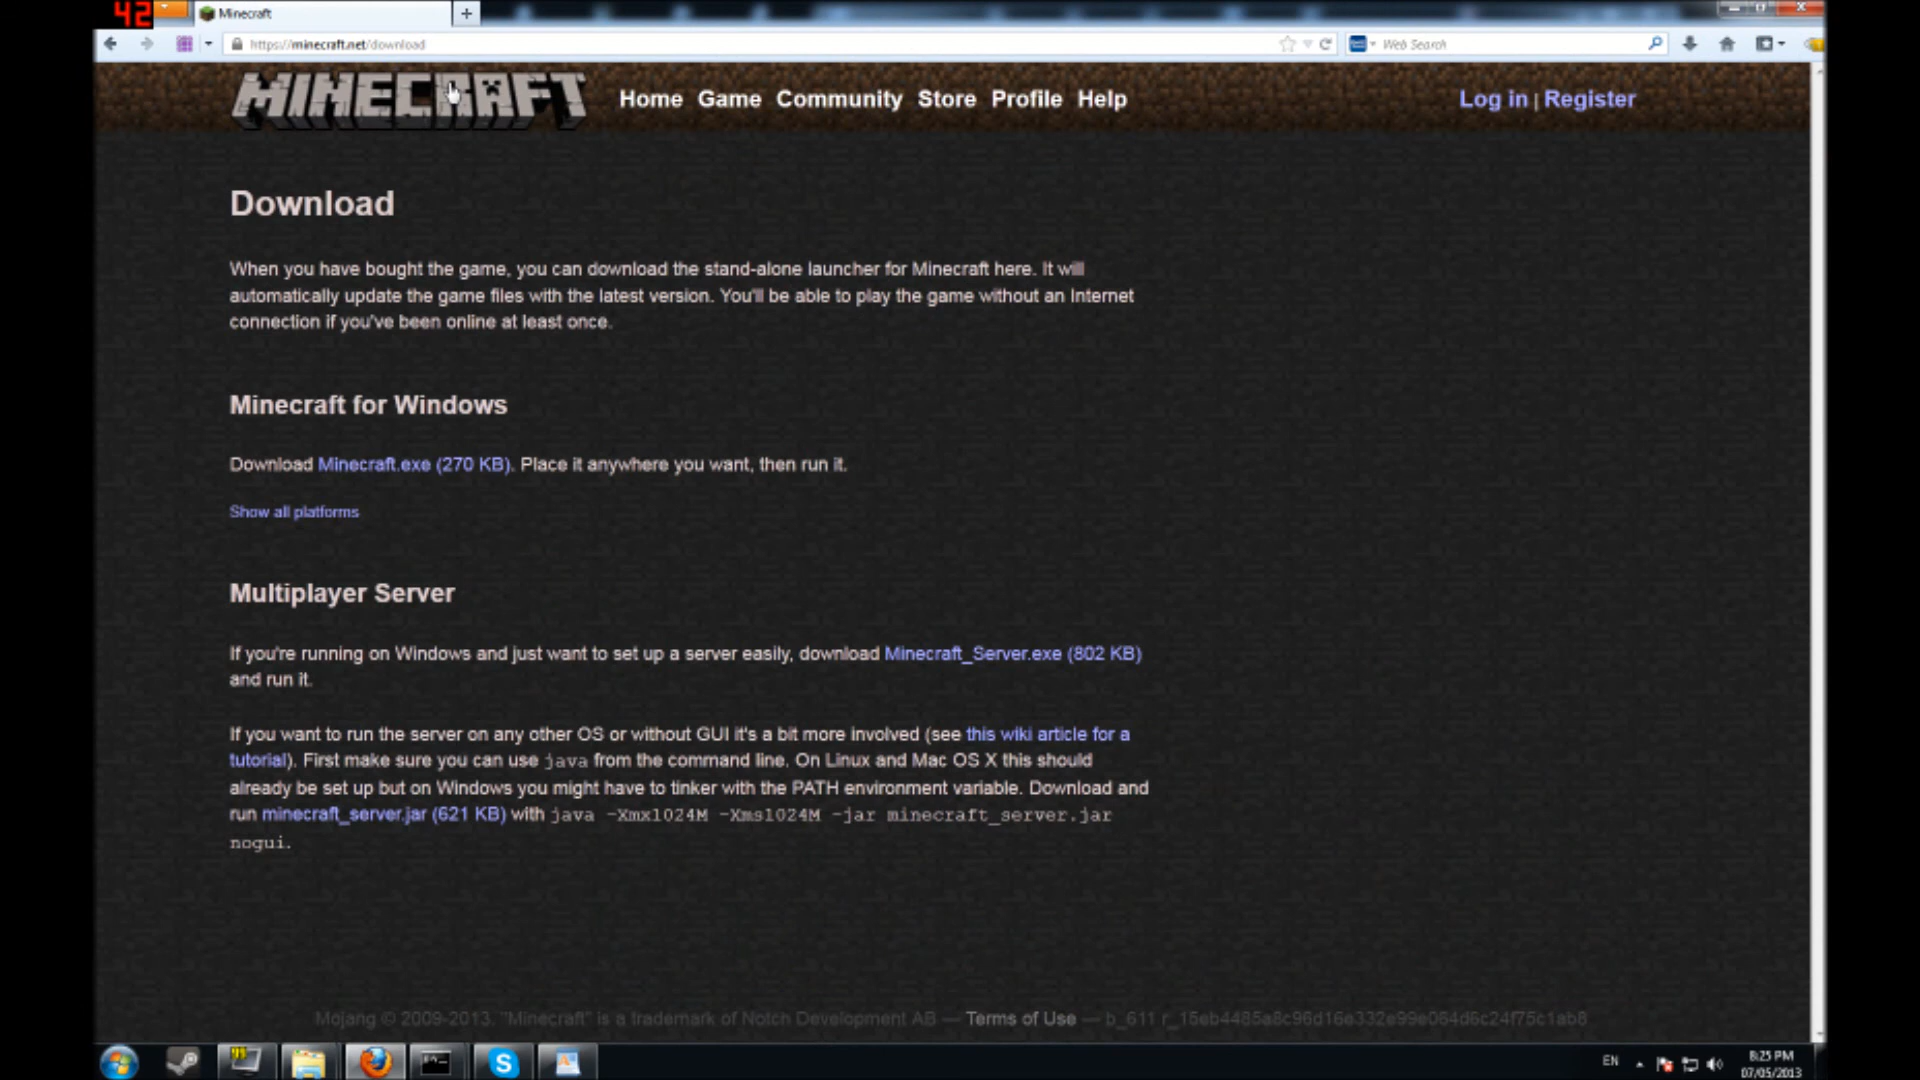 42
Minecraft
https://minecraft.net/download
Web Search
MINECRAFT
Home Game Community Store Profile Help
Log in | Register
Download
When you have bought the game, you can download the stand-alone launcher for Minecraft here. It will
automatically update the game files with the latest version. You'll be able to play the game without an Internet
connection if you've been online at least once.
Minecraft for Windows
Download Minecraft.exe (270 KB). Place it anywhere you want, then run it.
Show all platforms
Multiplayer Server
If you're running on Windows and just want to set up a server easily, download Minecraft_Server.exe (802 KB)
and run it.
If you want to run the server on any other OS or without GUI it's a bit more involved (see this wiki article for a
tutorial). First make sure you can use java from the command line. On Linux and Mac OS X this should
already be set up but on Windows you might have to tinker with the PATH environment variable. Download and
run minecraft_server.jar (621 KB) with java -Xmx1024M -Xms1024M -jar minecraft_server.jar
nogui.
Mojang © 2009-2013. "Minecraft" is a trademark of Notch Development AB — Terms of Use — b_611
EN
8:25 PM
07/05/2013